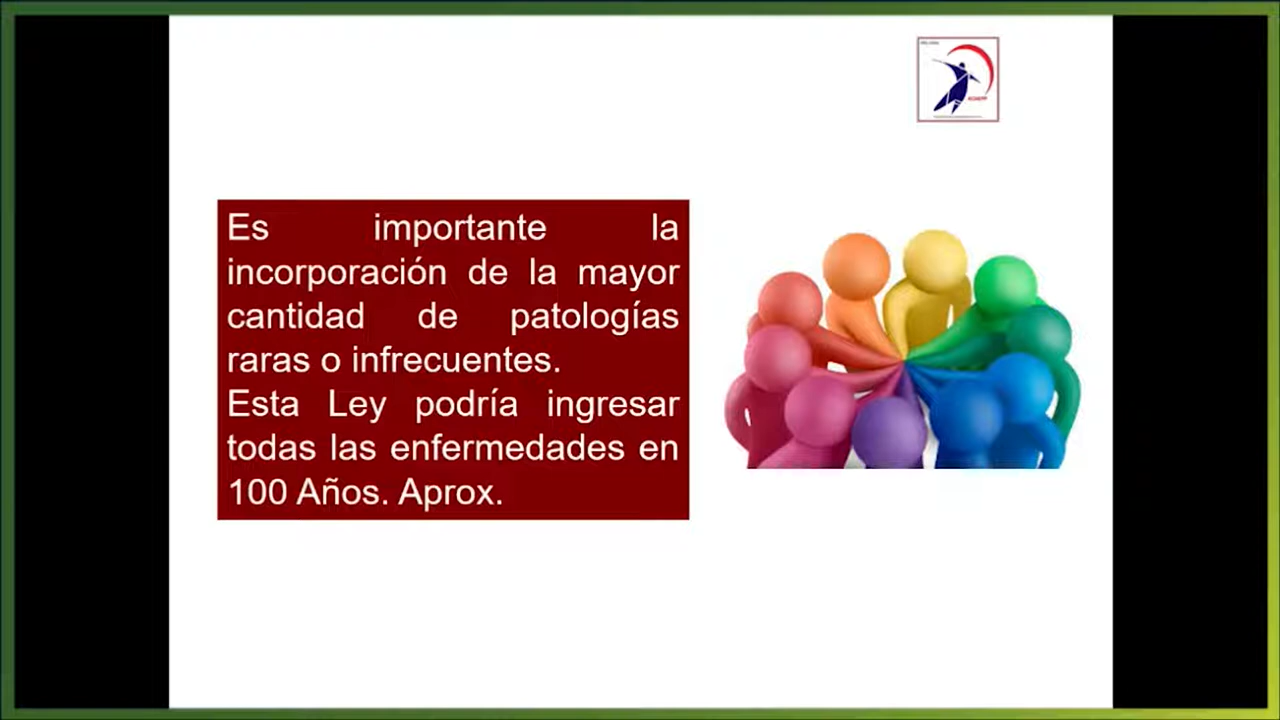 Es importante la
incorporación de la mayor
cantidad de patologías
raras o infrecuentes.
Esta Ley podría ingresar
todas las enfermedades en
100 Años. Aprox.